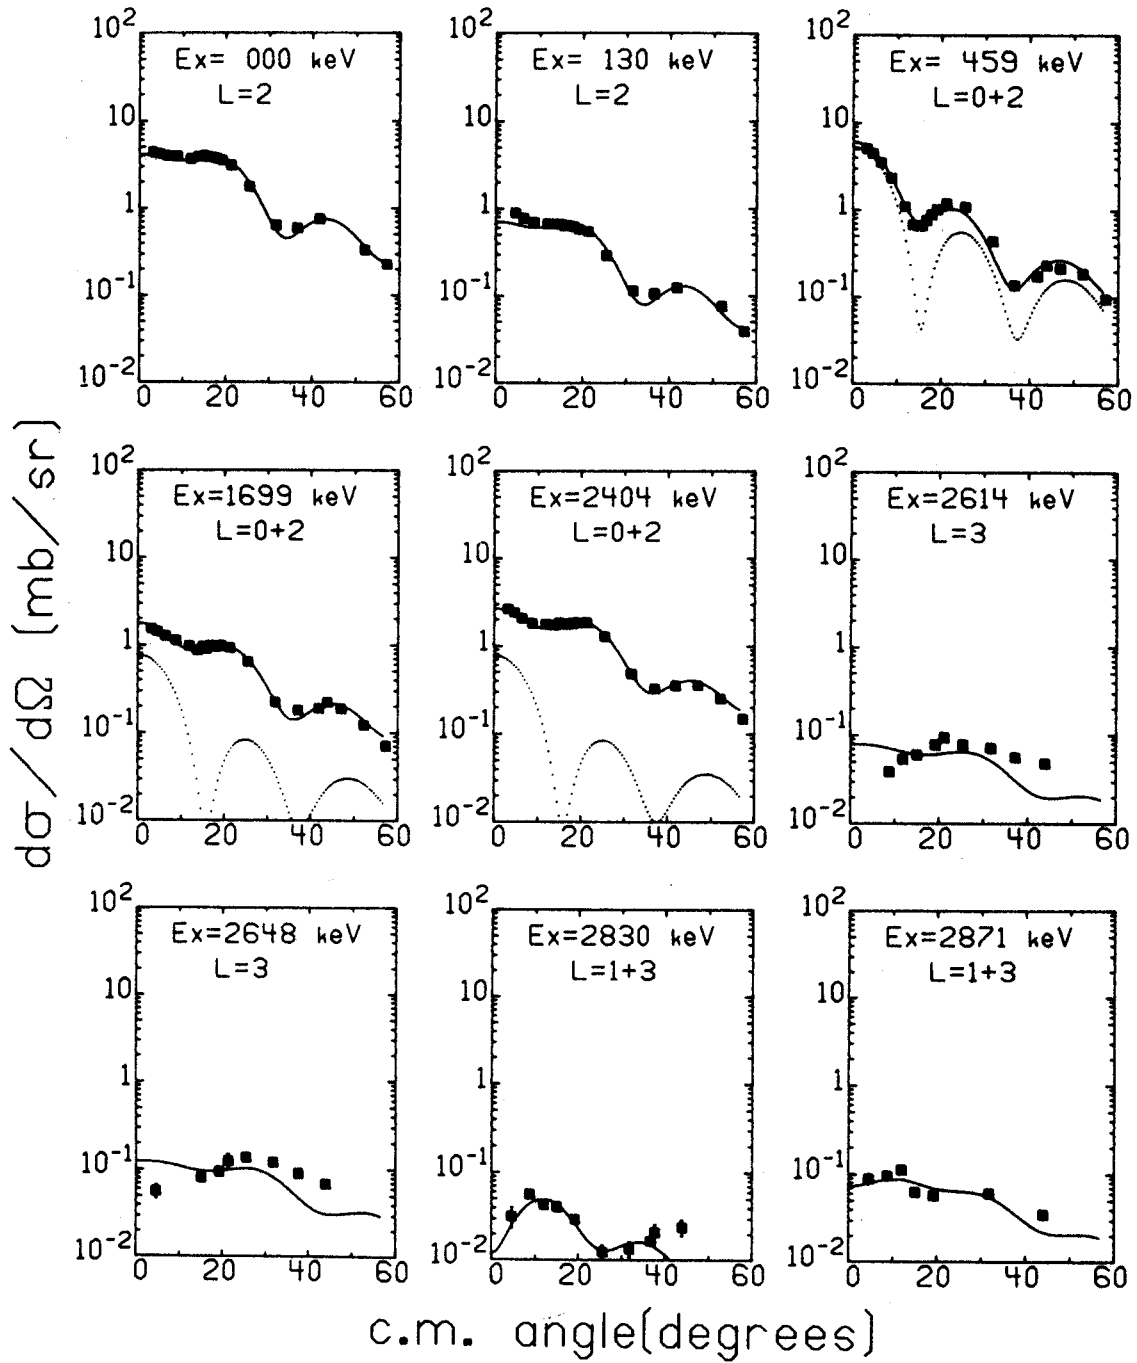 dσ/dΩ (mb/sr)
10² 10 1 10⁻¹ 10⁻²
Ex= 000 keV
L=2
0 20 40 60
10² 10 1 10⁻¹ 10⁻²
Ex= 130 keV
L=2
0 20 40 60
10² 10 1 10⁻¹ 10⁻²
Ex= 459 keV
L=0+2
0 20 40 60
10² 10 1 10⁻¹ 10⁻²
Ex=1699 keV
L=0+2
0 20 40 60
10² 10 1 10⁻¹ 10⁻²
Ex=2404 keV
L=0+2
0 20 40 60
10² 10 1 10⁻¹ 10⁻²
Ex=2614 keV
L=3
0 20 40 60
10² 10 1 10⁻¹ 10⁻²
Ex=2648 keV
L=3
0 20 40 60
10² 10 1 10⁻¹ 10⁻²
Ex=2830 keV
L=1+3
0 20 40 60
10² 10 1 10⁻¹ 10⁻²
Ex=2871 keV
L=1+3
0 20 40 60
c.m. angle(degrees)